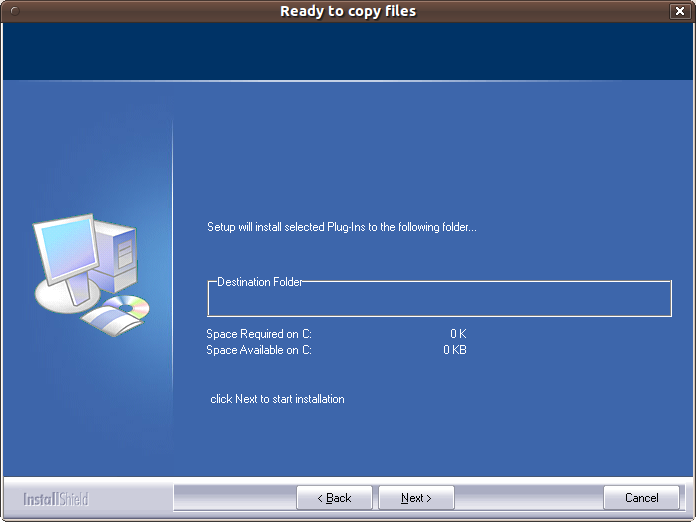 Ready to copy files
Setup will install selected Plug-Ins to the following folder...
Destination Folder
Space Required on C: 0 K
Space Available on C: 0 KB
click Next to start installation
InstallShield
< Back Next > Cancel